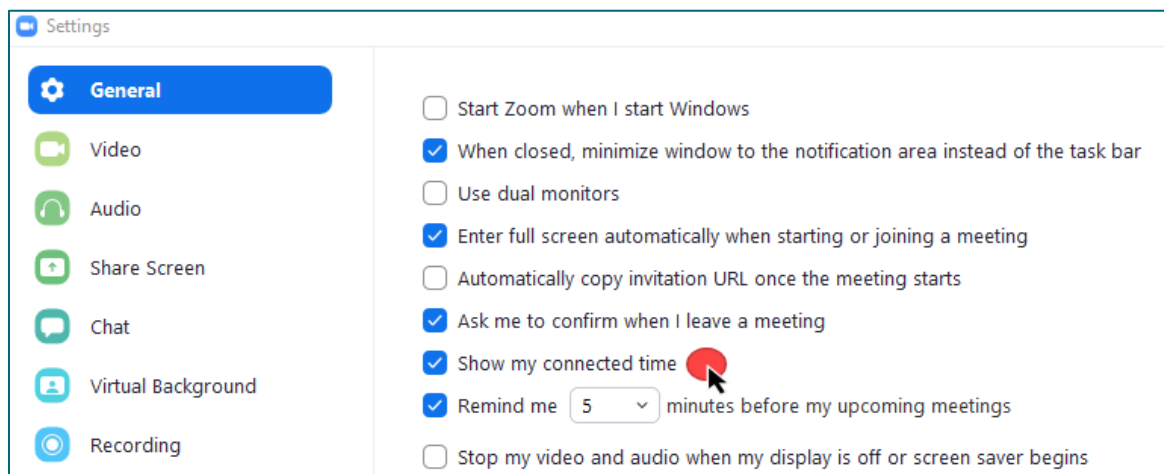 Settings
General
Video
Audio
Share Screen
Chat
Virtual Background
Recording
Start Zoom when I start Windows
When closed, minimize window to the notification area instead of the task bar
Use dual monitors
Enter full screen automatically when starting or joining a meeting
Automatically copy invitation URL once the meeting starts
Ask me to confirm when I leave a meeting
Show my connected time
Remind me 5 minutes before my upcoming meetings
Stop my video and audio when my display is off or screen saver begins